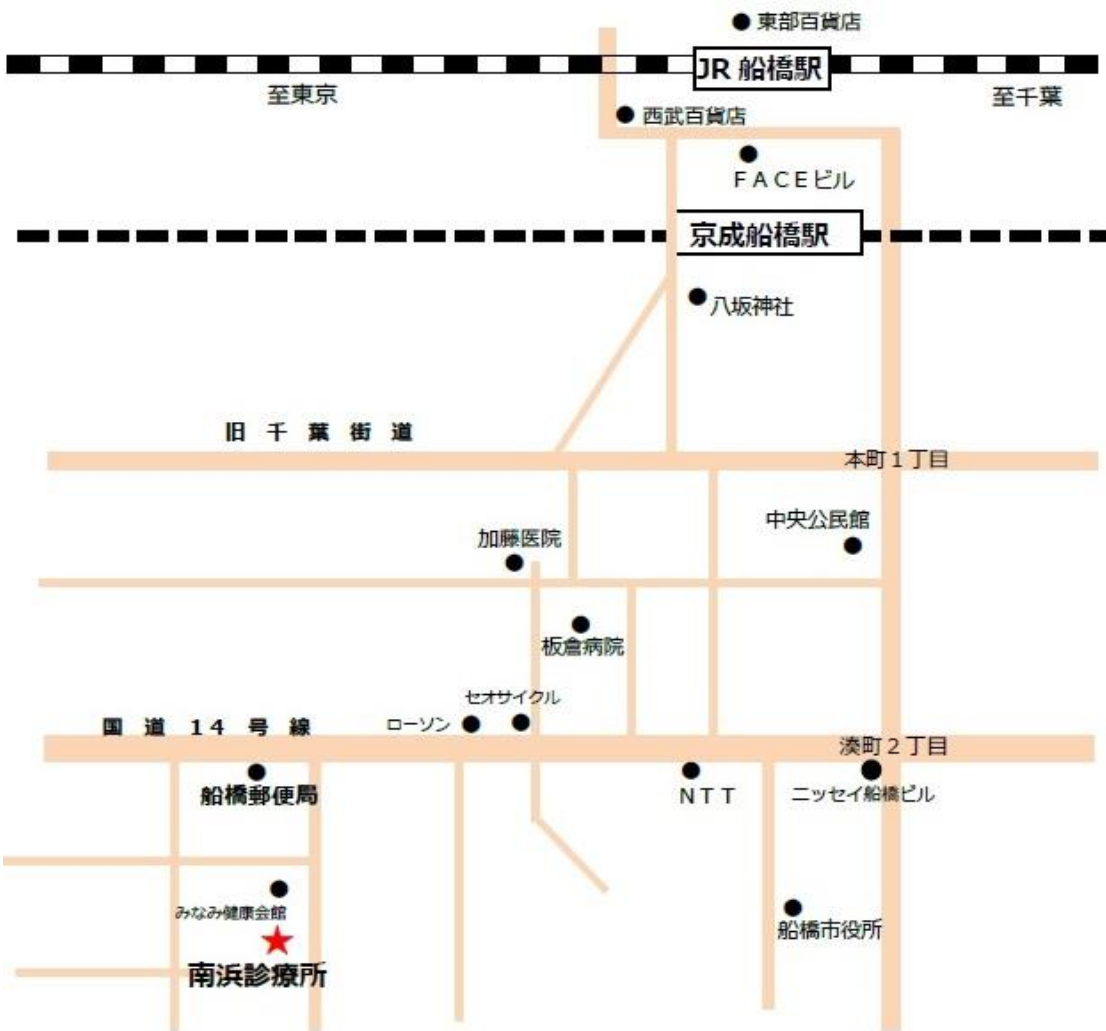 東部百貨店
JR 船橋駅
至東京
至千葉
西武百貨店
ＦＡＣＥビル
京成船橋駅
八坂神社
旧 千 葉 街 道
本町１丁目
中央公民館
加藤医院
板倉病院
セオサイクル
ローソン
国 道 14 号 線
湊町２丁目
船橋郵便局
ＮＴＴ
ニッセイ船橋ビル
みなみ健康会館
船橋市役所
南浜診療所